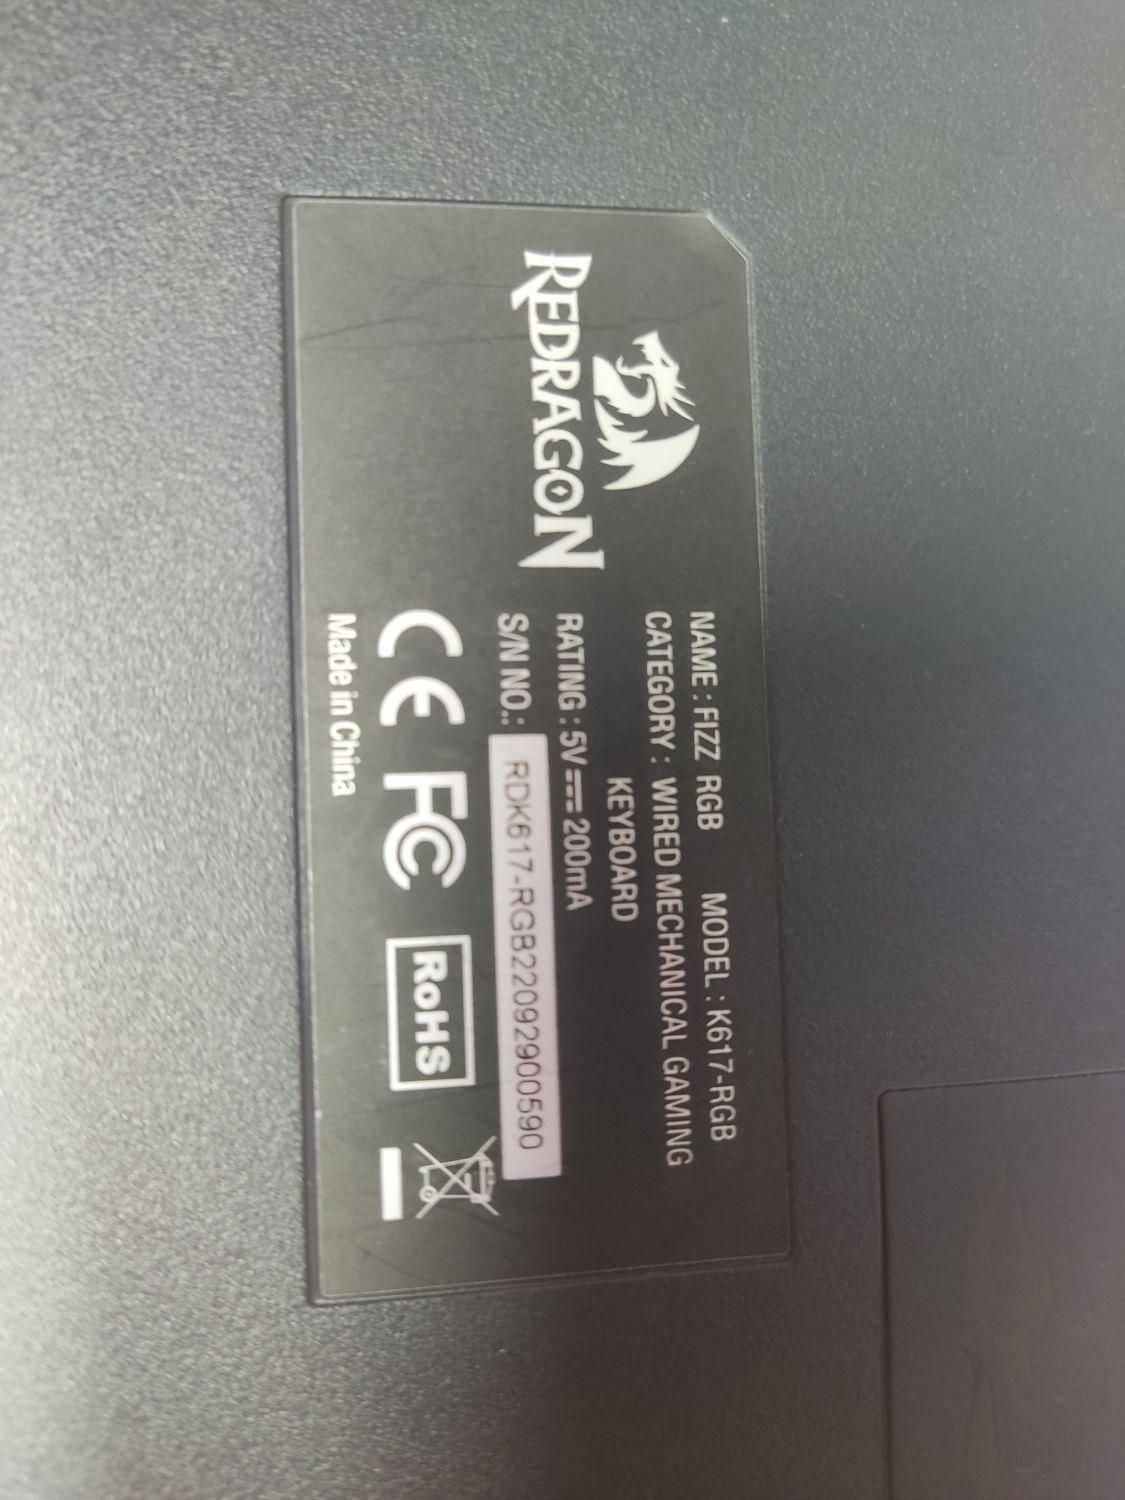 REDRAGON
NAME : FIZZ RGB MODEL : K617-RGB
CATEGORY : WIRED MECHANICAL GAMING
KEYBOARD
RATING : 5V⎓200mA
S/N NO.: RDK617-RGB22092900590
CE FC RoHS
Made in China